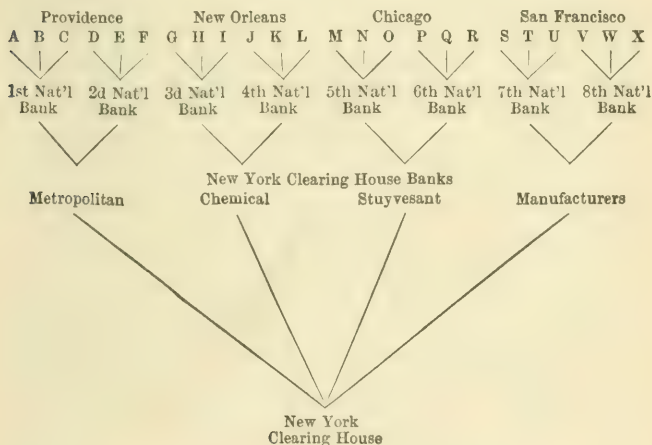 Providence New Orleans Chicago San Francisco
A B C D E F G H I J K L M N O P Q R S T U V W X
1st Nat'l 2d Nat'l 3d Nat'l 4th Nat'l 5th Nat'l 6th Nat'l 7th Nat'l 8th Nat'l
Bank Bank Bank Bank Bank Bank Bank Bank
New York Clearing House Banks
Metropolitan Chemical Stuyvesant Manufacturers
New York
Clearing House